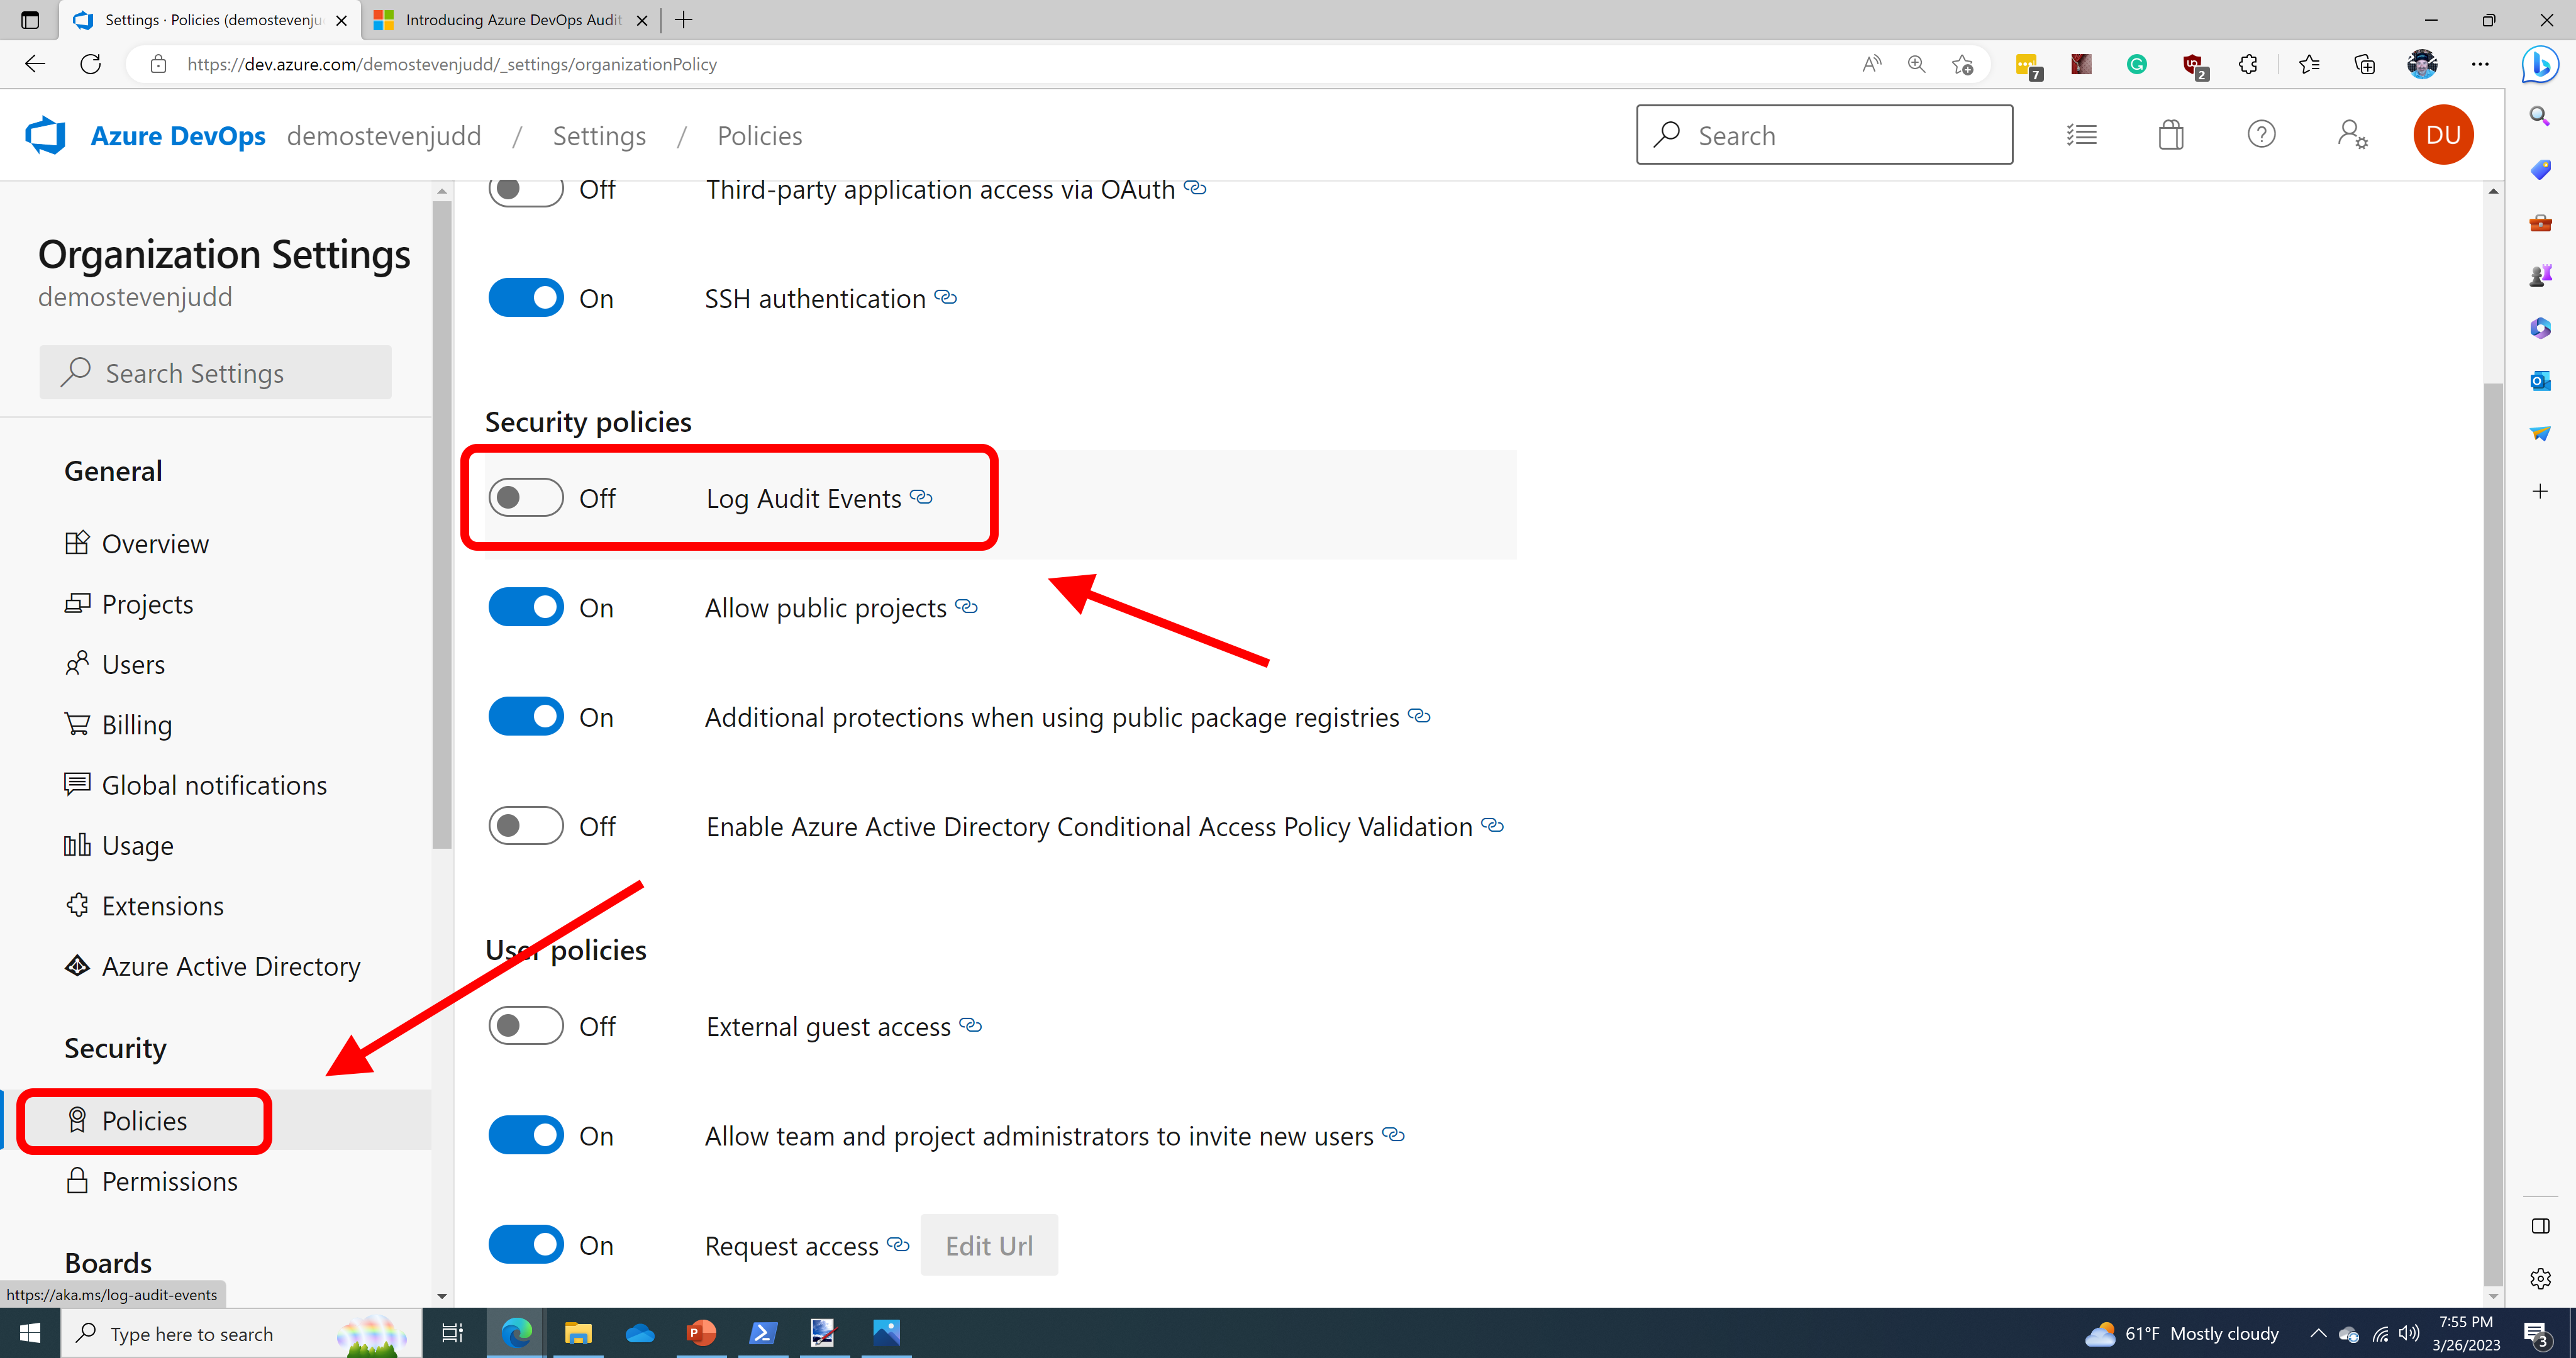 Settings · Policies (demostevenju
Introducing Azure DevOps Audit
https://dev.azure.com/demostevenjudd/_settings/organizationPolicy
7
2
Azure DevOps demostevenjudd / Settings / Policies
Search
DU
Organization Settings
demostevenjudd
Search Settings
General
Overview
Projects
Users
Billing
Global notifications
Usage
Extensions
Azure Active Directory
Security
Policies
Permissions
Boards
https://aka.ms/log-audit-events
Off Third-party application access via OAuth
On SSH authentication
Security policies
Off Log Audit Events
On Allow public projects
On Additional protections when using public package registries
Off Enable Azure Active Directory Conditional Access Policy Validation
User policies
Off External guest access
On Allow team and project administrators to invite new users
On Request access Edit Url
Type here to search
61°F Mostly cloudy
7:55 PM
3/26/2023
3